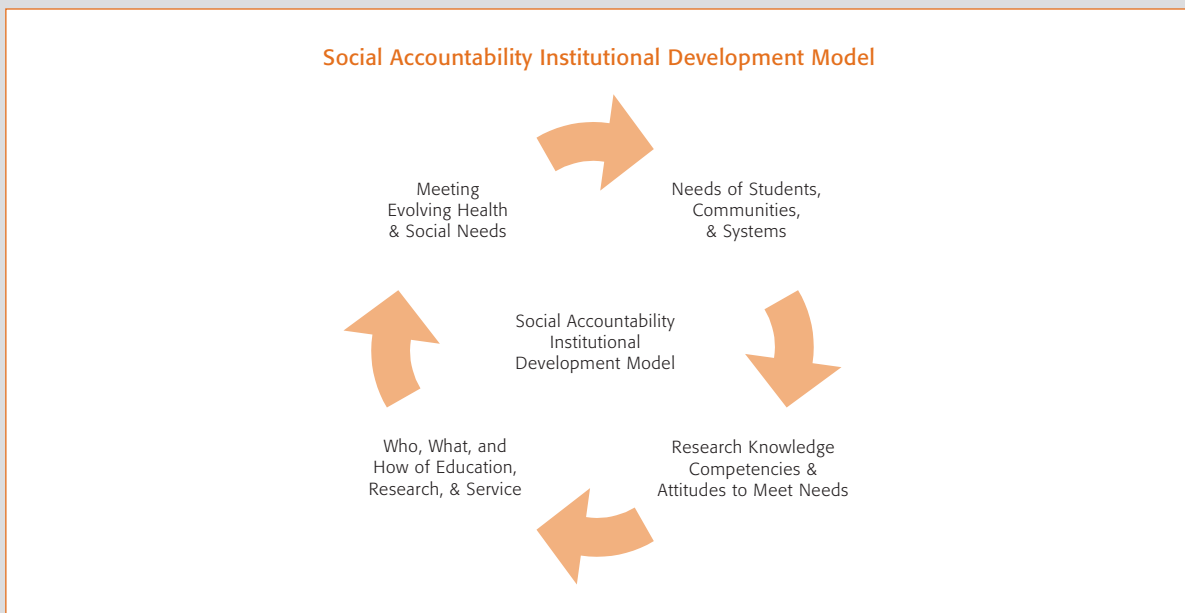 Social Accountability Institutional Development Model
Meeting
Evolving Health
& Social Needs
Needs of Students,
Communities,
& Systems
Social Accountability
Institutional
Development Model
Who, What, and
How of Education,
Research, & Service
Research Knowledge
Competencies &
Attitudes to Meet Needs